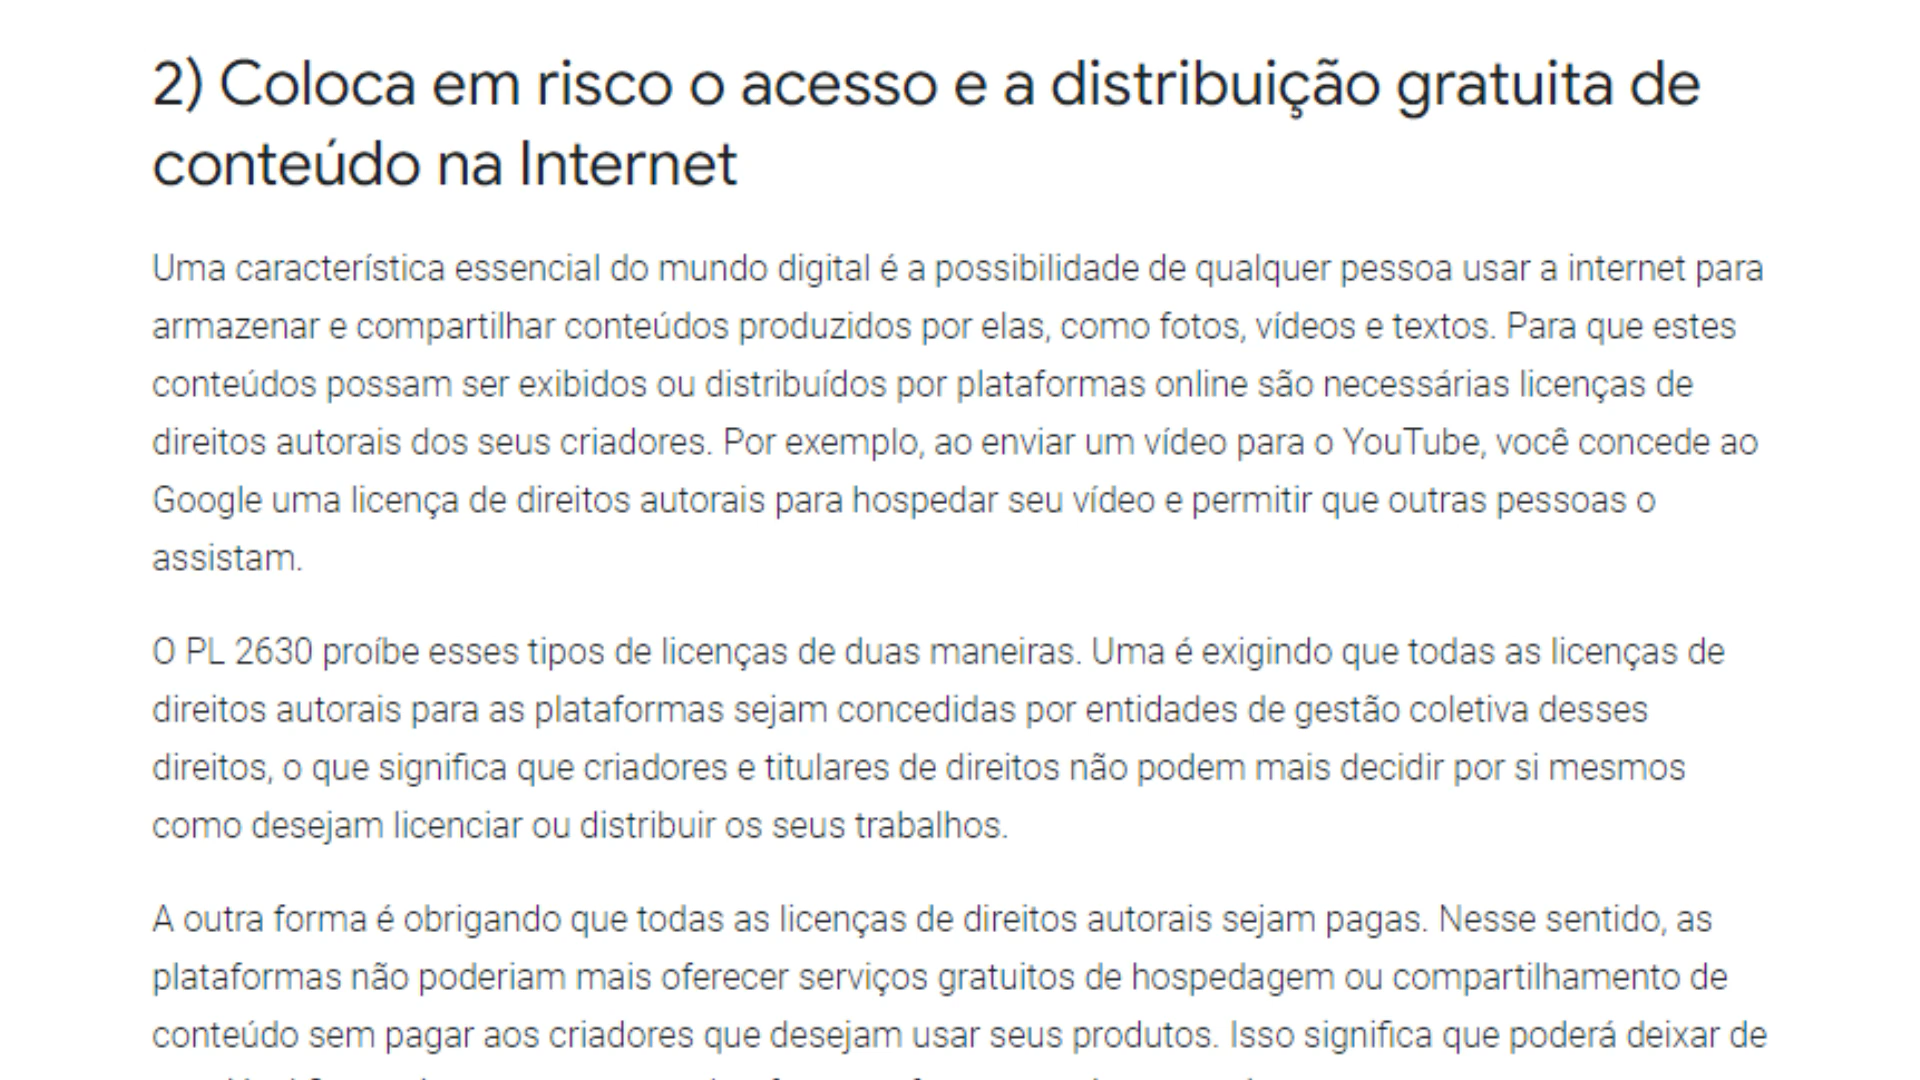 2) Coloca em risco o acesso e a distribuição gratuita de
conteúdo na Internet
Uma característica essencial do mundo digital é a possibilidade de qualquer pessoa usar a internet para
armazenar e compartilhar conteúdos produzidos por elas, como fotos, vídeos e textos. Para que estes
conteúdos possam ser exibidos ou distribuídos por plataformas online são necessárias licenças de
direitos autorais dos seus criadores. Por exemplo, ao enviar um vídeo para o YouTube, você concede ao
Google uma licença de direitos autorais para hospedar seu vídeo e permitir que outras pessoas o
assistam.
O PL 2630 proíbe esses tipos de licenças de duas maneiras. Uma é exigindo que todas as licenças de
direitos autorais para as plataformas sejam concedidas por entidades de gestão coletiva desses
direitos, o que significa que criadores e titulares de direitos não podem mais decidir por si mesmos
como desejam licenciar ou distribuir os seus trabalhos.
A outra forma é obrigando que todas as licenças de direitos autorais sejam pagas. Nesse sentido, as
plataformas não poderiam mais oferecer serviços gratuitos de hospedagem ou compartilhamento de
conteúdo sem pagar aos criadores que desejam usar seus produtos. Isso significa que poderá deixar de